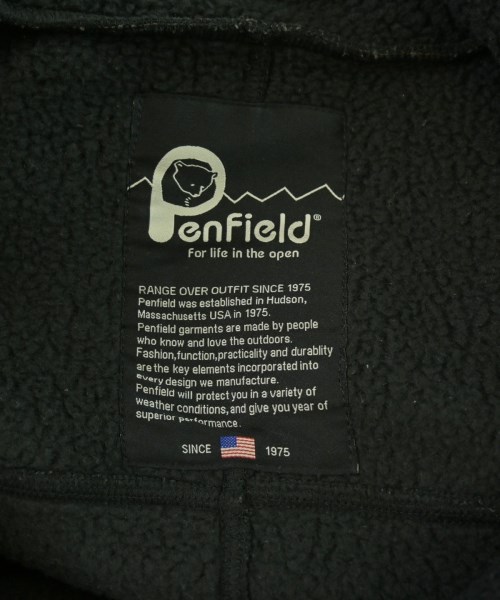 Penfield®
For life in the open
RANGE OVER OUTFIT SINCE 1975
Penfield was established in Hudson,
Massachusetts USA in 1975.
Penfield garments are made by people
who know and love the outdoors.
Fashion,function,practicality and durablity
are the key elements incorporated into
every design we manufacture.
Penfield will protect you in a variety of
weather conditions,and give you year of
superior performance.
SINCE 1975